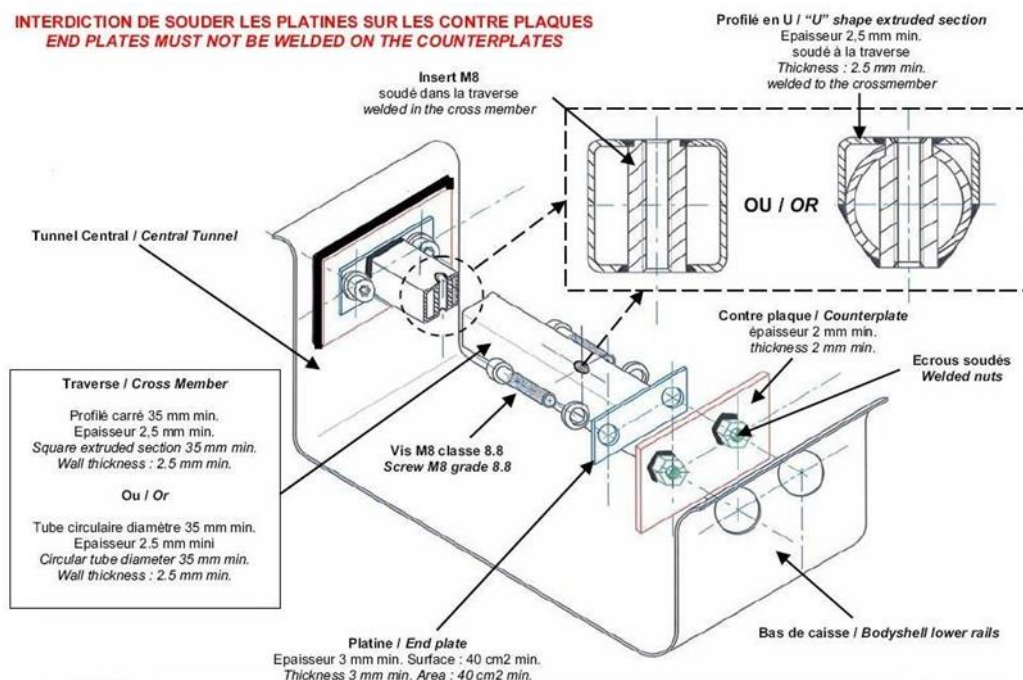 INTERDICTION DE SOUDER LES PLATINES SUR LES CONTRE PLAQUES
END PLATES MUST NOT BE WELDED ON THE COUNTERPLATES
Profilé en U / "U" shape extruded section
Epaisseur 2,5 mm min.
soudé à la traverse
Thickness : 2.5 mm min.
welded to the crossmember
Insert M8
soudé dans la traverse
welded in the cross member
OU / OR
Tunnel Central / Central Tunnel
Contre plaque / Counterplate
épaisseur 2 mm min.
thickness 2 mm min.
Ecrous soudés
Welded nuts
Traverse / Cross Member
Profilé carré 35 mm min.
Epaisseur 2,5 mm min.
Square extruded section 35 mm min.
Wall thickness : 2.5 mm min.
Ou / Or
Tube circulaire diamètre 35 mm min.
Epaisseur 2.5 mm mini
Circular tube diameter 35 mm min.
Wall thickness : 2.5 mm min.
Vis M8 classe 8.8
Screw M8 grade 8.8
Platine / End plate
Epaisseur 3 mm min. Surface : 40 cm2 min.
Thickness 3 mm min. Area : 40 cm2 min.
Bas de caisse / Bodyshell lower rails